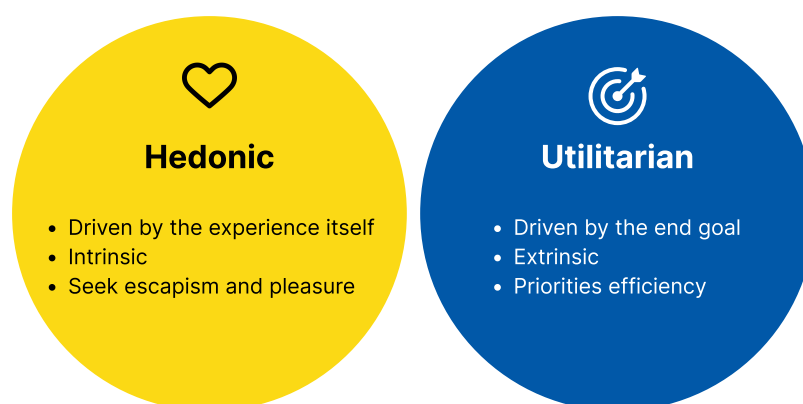 Hedonic
• Driven by the experience itself
• Intrinsic
• Seek escapism and pleasure
Utilitarian
• Driven by the end goal
• Extrinsic
• Priorities efficiency